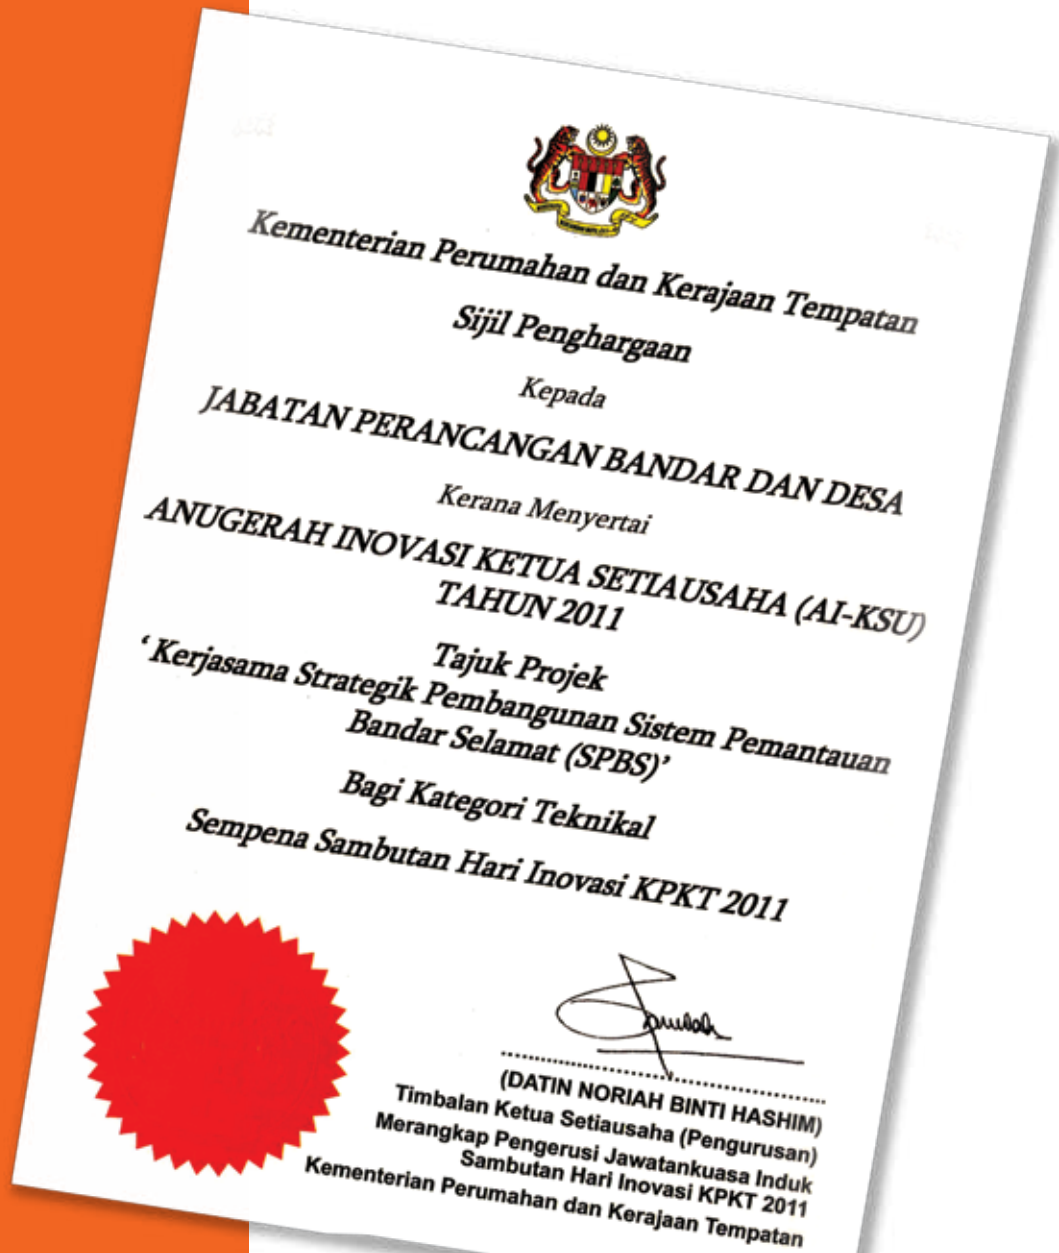 Kementerian Perumahan dan Kerajaan Tempatan
Sijil Penghargaan
Kepada
JABATAN PERANCANGAN BANDAR DAN DESA
Kerana Menyertai
ANUGERAH INOVASI KETUA SETIAUSAHA (AI-KSU)
TAHUN 2011
Tajuk Projek
‘ Kerjasama Strategik Pembangunan Sistem Pemantauan
Bandar Selamat (SPBS)’
Bagi Kategori Teknikal
Sempena Sambutan Hari Inovasi KPKT 2011
(DATIN NORIAH BINTI HASHIM)
Timbalan Ketua Setiausaha (Pengurusan)
Merangkap Pengerusi Jawatankuasa Induk
Sambutan Hari Inovasi KPKT 2011
Kementerian Perumahan dan Kerajaan Tempatan